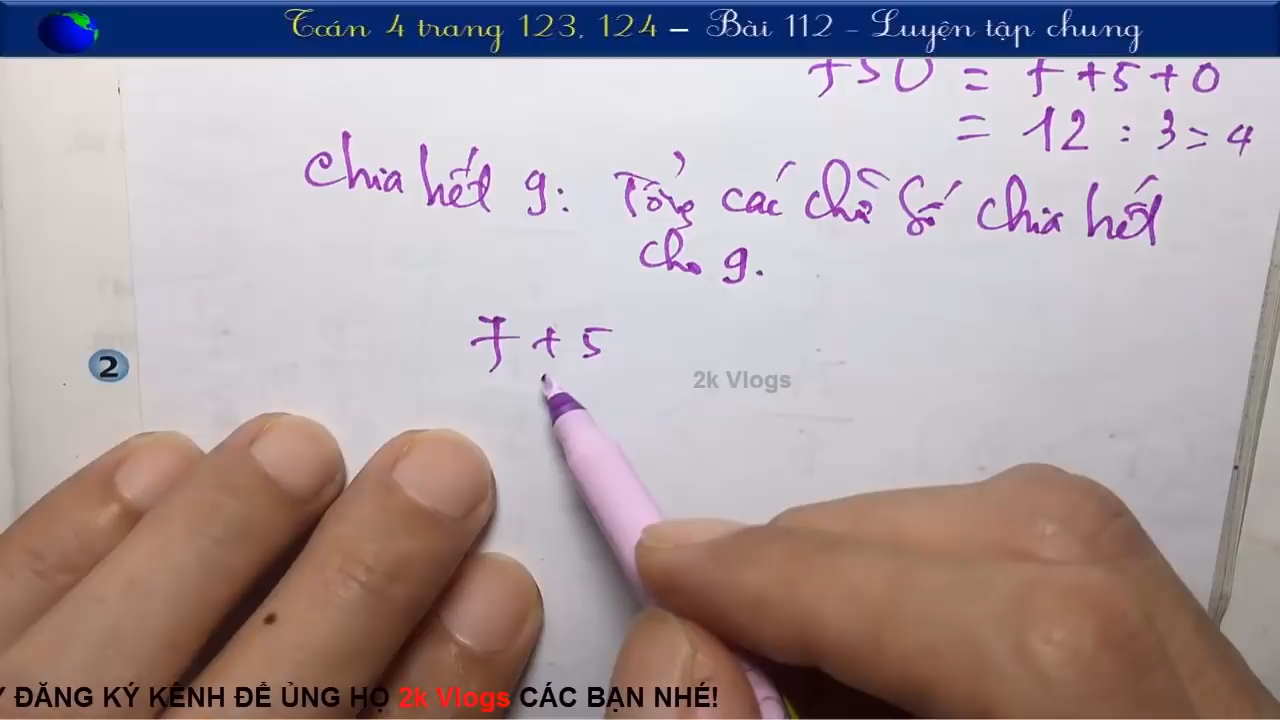 Toán 4 trang 123, 124 – Bài 112 - Luyện tập chung
750 = 7 + 5 + 0
= 12 : 3 = 4
Chia hết 9: Tổng các chữ số chia hết
cho 9.
7 + 5
2
2k Vlogs
Y ĐĂNG KÝ KÊNH ĐỂ ỦNG HỘ 2k Vlogs CÁC BẠN NHÉ!